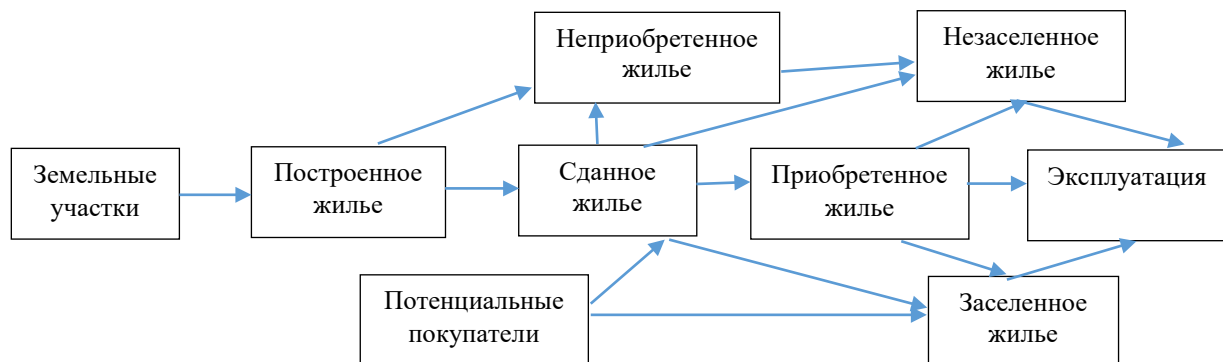 Неприобретенное
жилье
Незаселенное
жилье
Земельные
участки
Построенное
жилье
Сданное
жилье
Приобретенное
жилье
Эксплуатация
Потенциальные
покупатели
Заселенное
жилье